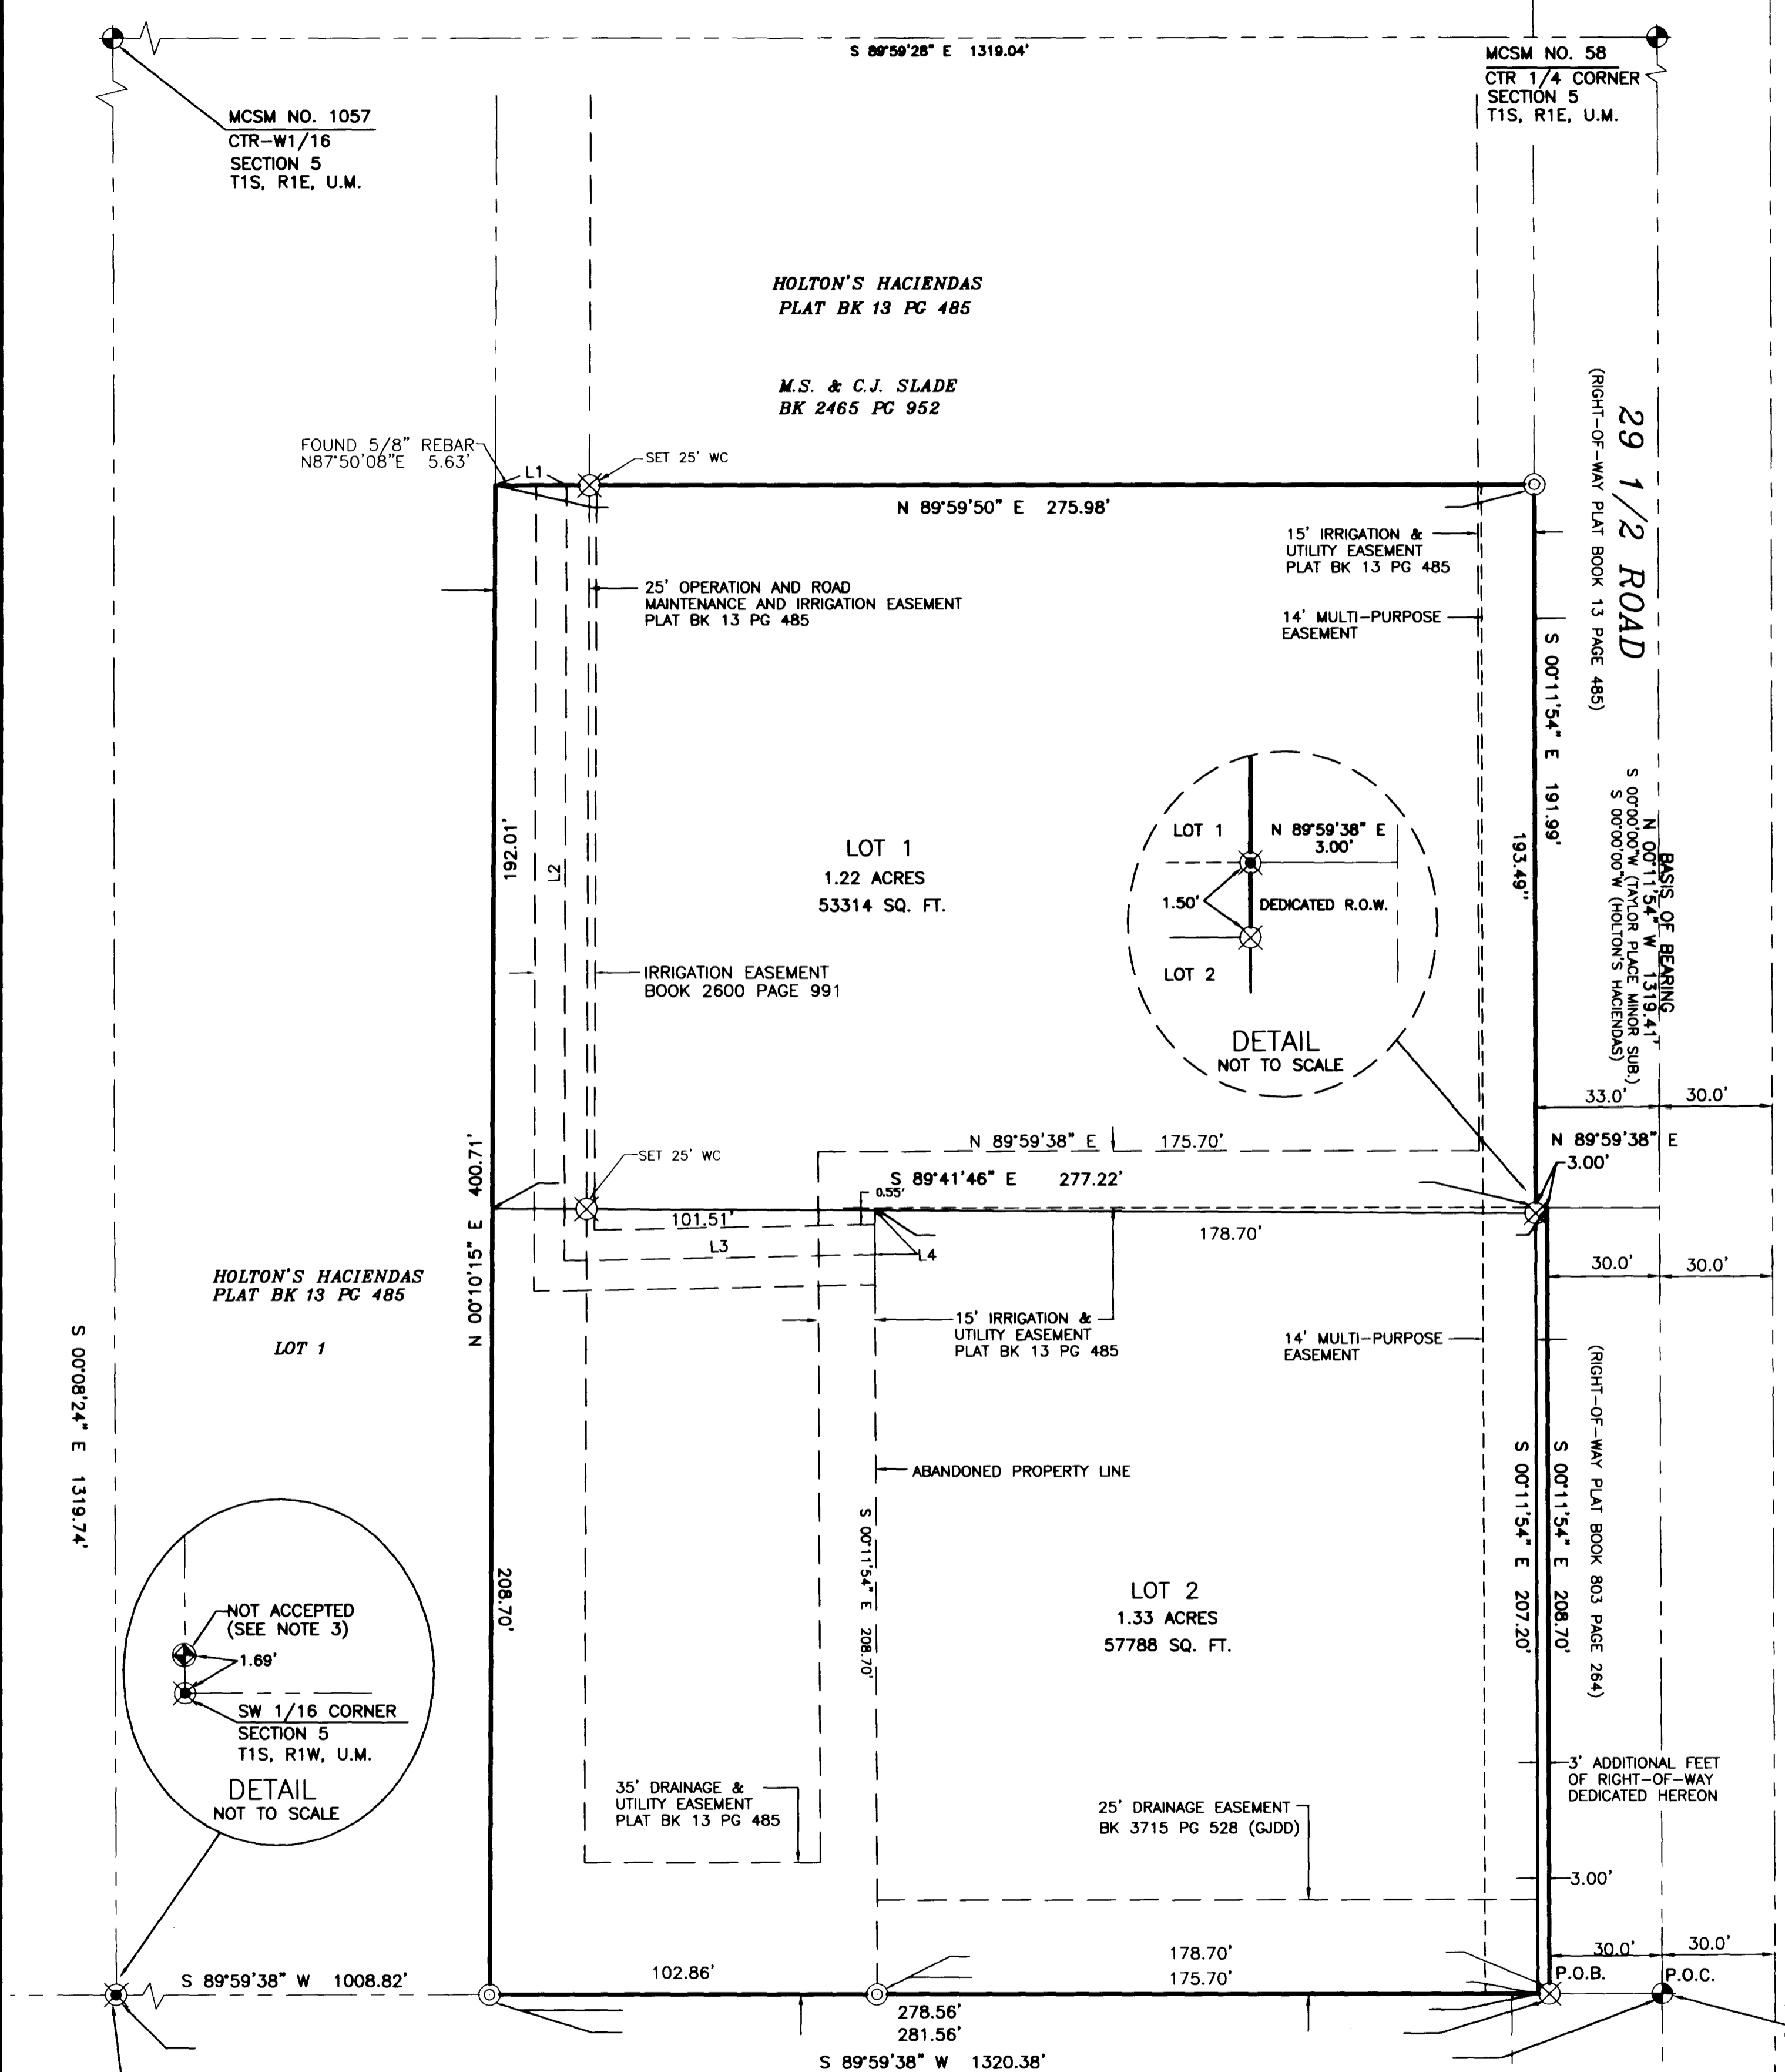 S 89°59'28" E 1319.04'
MCSM NO. 1057
CTR-W1/16
SECTION 5
T1S, R1E, U.M.
MCSM NO. 58
CTR 1/4 CORNER
SECTION 5
T1S, R1E, U.M.
HOLTON'S HACIENDAS
PLAT BK 13 PG 485
M.S. & C.J. SLADE
BK 2465 PG 952
FOUND 5/8" REBAR
N87°50'08"E 5.63'
L1
SET 25' WC
N 89°59'50" E 275.98'
15' IRRIGATION &
UTILITY EASEMENT
PLAT BK 13 PG 485
25' OPERATION AND ROAD
MAINTENANCE AND IRRIGATION EASEMENT
PLAT BK 13 PG 485
14' MULTI-PURPOSE
EASEMENT
29 1/2 ROAD
(RIGHT-OF-WAY PLAT BOOK 13 PAGE 485)
S 00°11'54" E 191.99'
193.49'
BASIS OF BEARING
N 00°11'54" W 1319.41'
S 00°00'00"W (TAYLOR PLACE MINOR SUB.)
S 00°00'00"W (HOLTON'S HACIENDAS)
192.01'
L2
LOT 1
1.22 ACRES
53314 SQ. FT.
LOT 1
N 89°59'38" E
3.00'
1.50'
DEDICATED R.O.W.
LOT 2
DETAIL
NOT TO SCALE
IRRIGATION EASEMENT
BOOK 2600 PAGE 991
33.0'
30.0'
N 89°59'38" E
3.00'
N 89°59'38" E 175.70'
SET 25' WC
S 89°41'46" E 277.22'
0.55'
101.51'
178.70'
L3
L4
30.0'
30.0'
N 00°10'15" E 400.71'
HOLTON'S HACIENDAS
PLAT BK 13 PG 485
LOT 1
15' IRRIGATION &
UTILITY EASEMENT
PLAT BK 13 PG 485
14' MULTI-PURPOSE
EASEMENT
S 00°08'24" E 1319.74'
ABANDONED PROPERTY LINE
S 00°11'54" E 208.70'
S 00°11'54" E 207.20'
S 00°11'54" E 208.70'
(RIGHT-OF-WAY PLAT BOOK 803 PAGE 264)
208.70'
LOT 2
1.33 ACRES
57788 SQ. FT.
NOT ACCEPTED
(SEE NOTE 3)
1.69'
SW 1/16 CORNER
SECTION 5
T1S, R1W, U.M.
DETAIL
NOT TO SCALE
35' DRAINAGE &
UTILITY EASEMENT
PLAT BK 13 PG 485
25' DRAINAGE EASEMENT
BK 3715 PG 528 (GJDD)
3' ADDITIONAL FEET
OF RIGHT-OF-WAY
DEDICATED HEREON
3.00'
30.0'
30.0'
P.O.B.
P.O.C.
S 89°59'38" W 1008.82'
102.86'
178.70'
175.70'
278.56'
281.56'
S 89°59'38" W 1320.38'